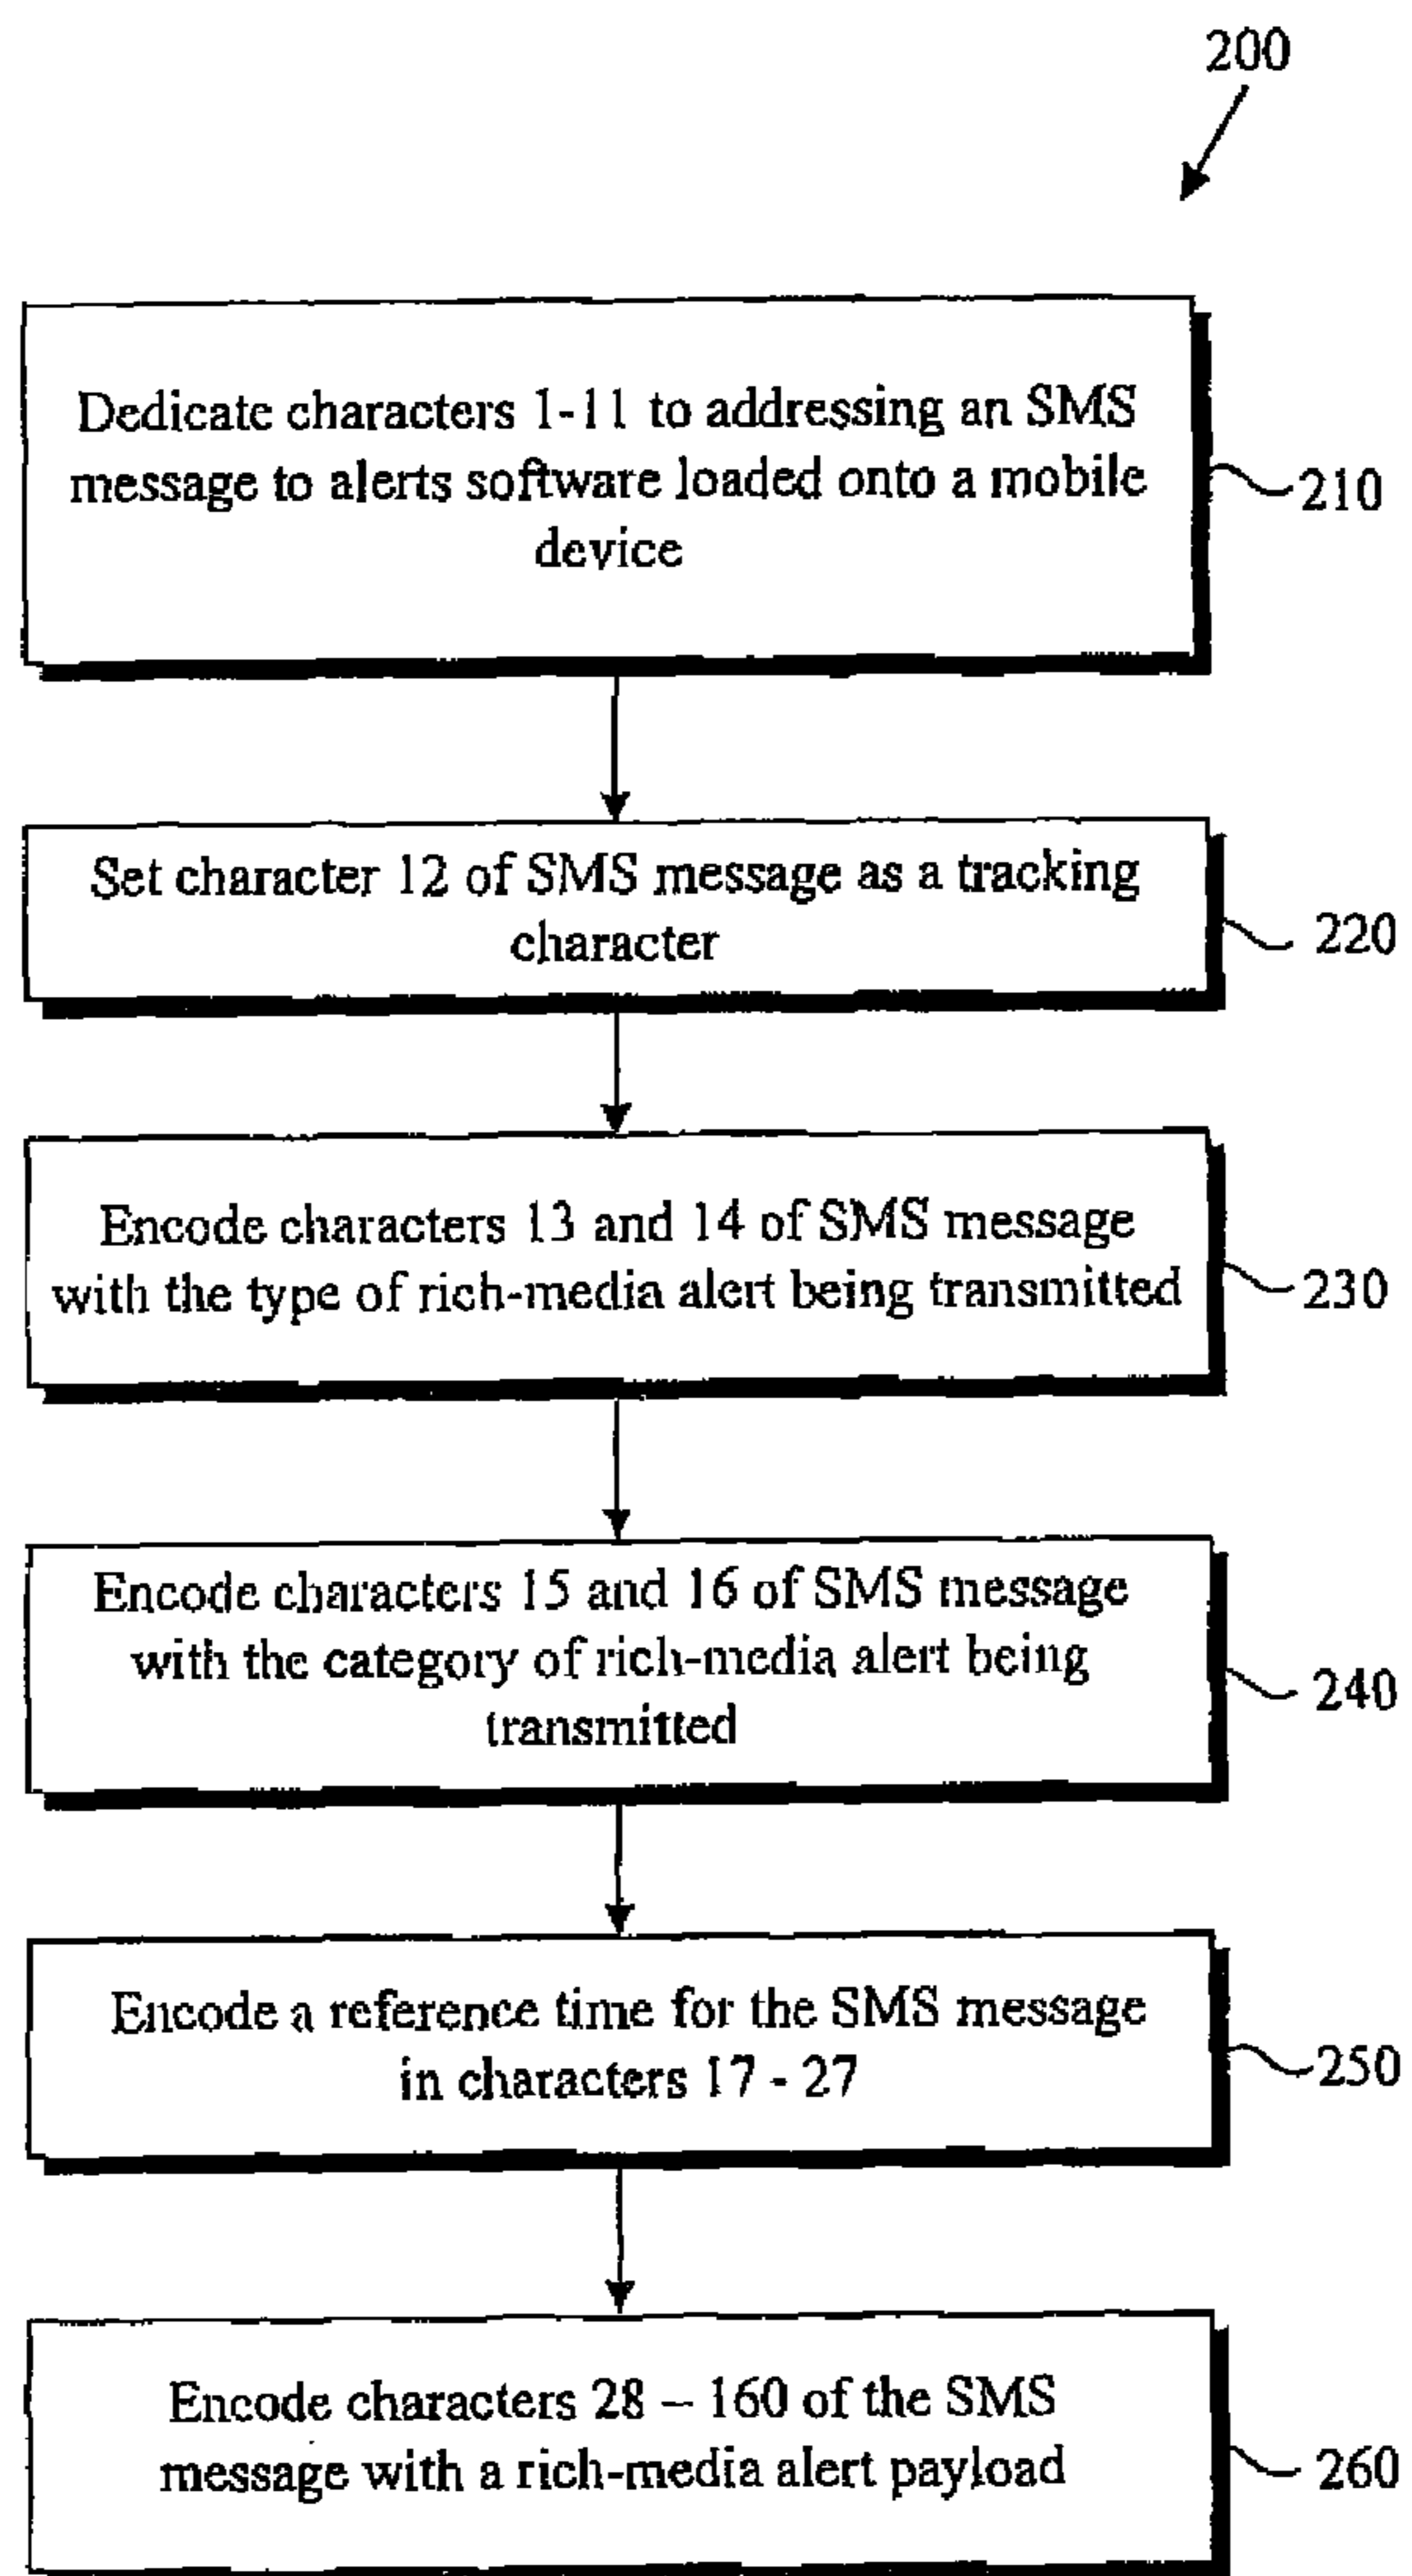 200
Dedicate characters 1-11 to addressing an SMS
message to alerts software loaded onto a mobile
device
210
Set character 12 of SMS message as a tracking
character
220
Encode characters 13 and 14 of SMS message
with the type of rich-media alert being transmitted
230
Encode characters 15 and 16 of SMS message
with the category of rich-media alert being
transmitted
240
Encode a reference time for the SMS message
in characters 17 - 27
250
Encode characters 28 – 160 of the SMS
message with a rich-media alert payload
260